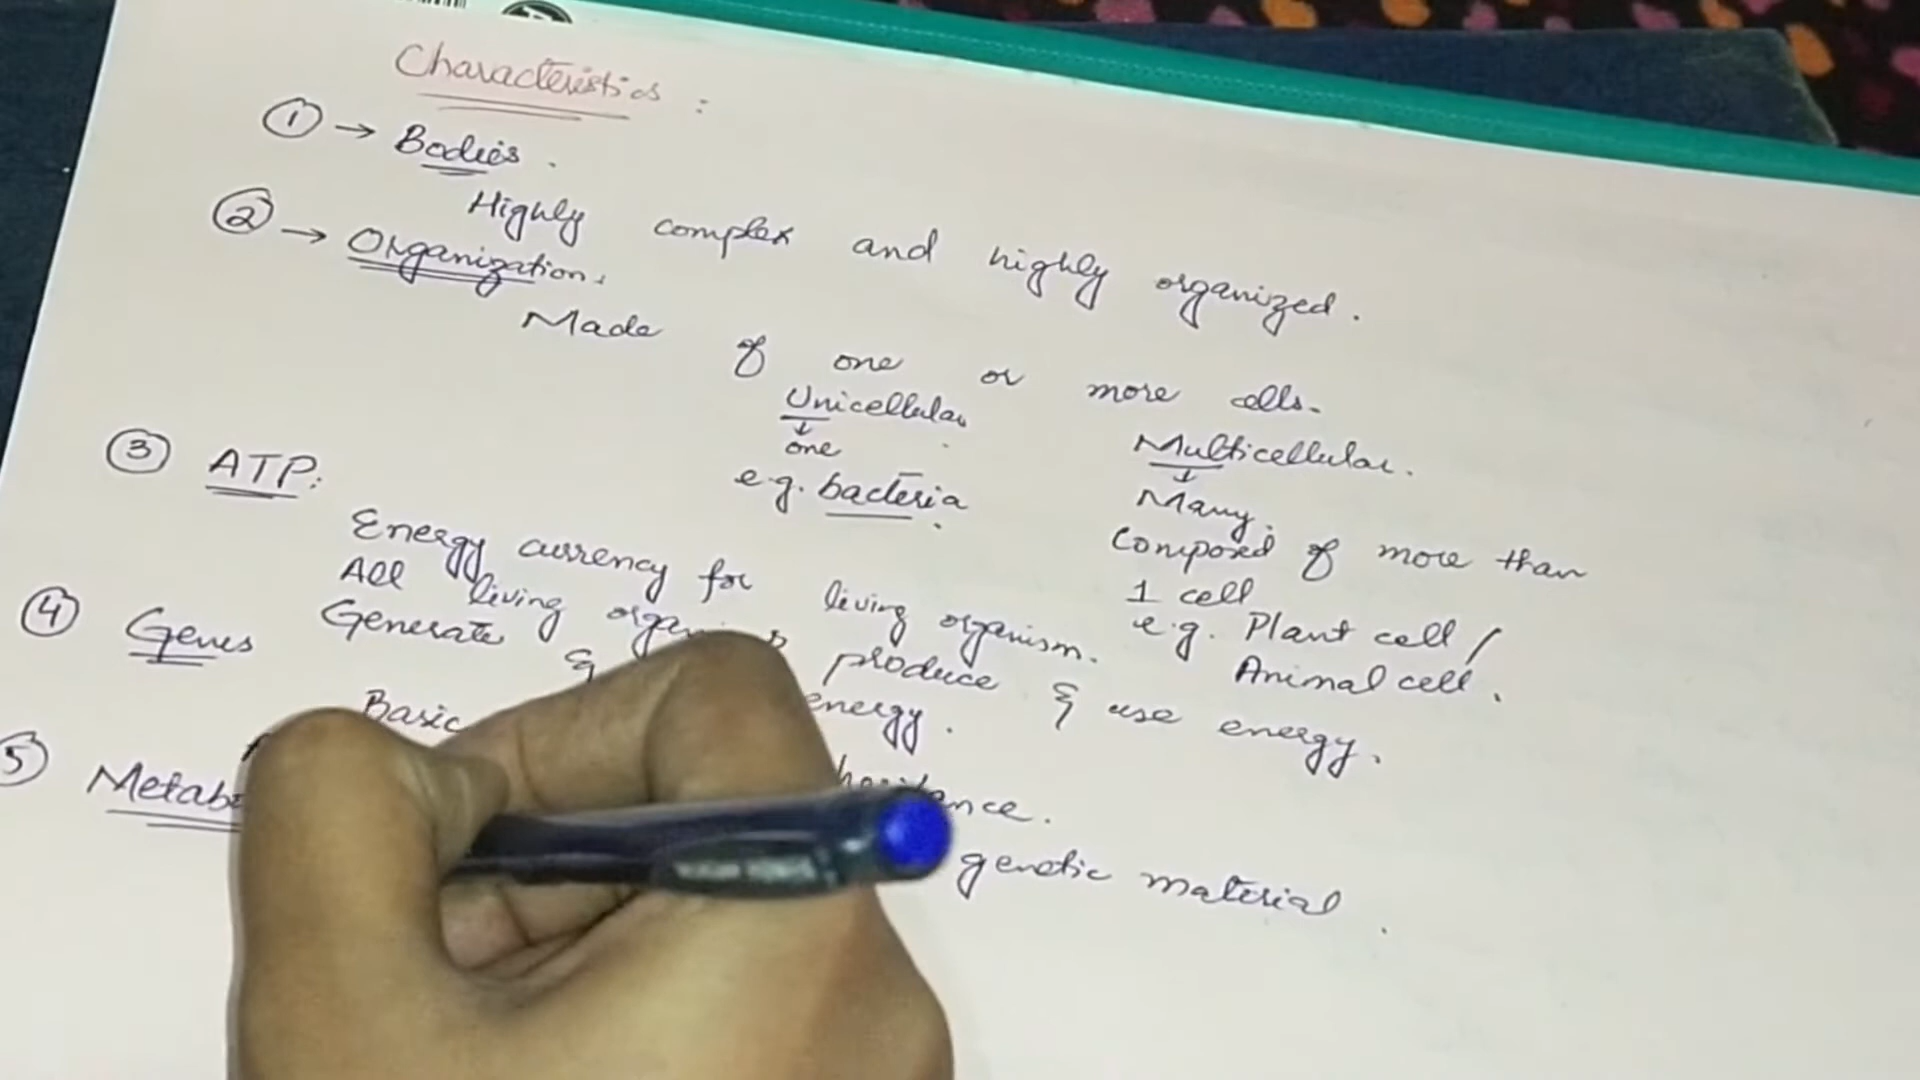 Characteristics :
① → Bodies.
Highly complex and highly organized.
② → Organization.
Made of one or more cells.
Unicellular
↓
one
e.g. bacteria.
Multicellular.
↓
Many.
Composed of more than
1 cell
e.g. Plant cell /
Animal cell.
③ ATP:
Energy currency for living organism.
All living produce & use energy.
Generate & energy.
④ Genes
Basic
genetic material.
⑤